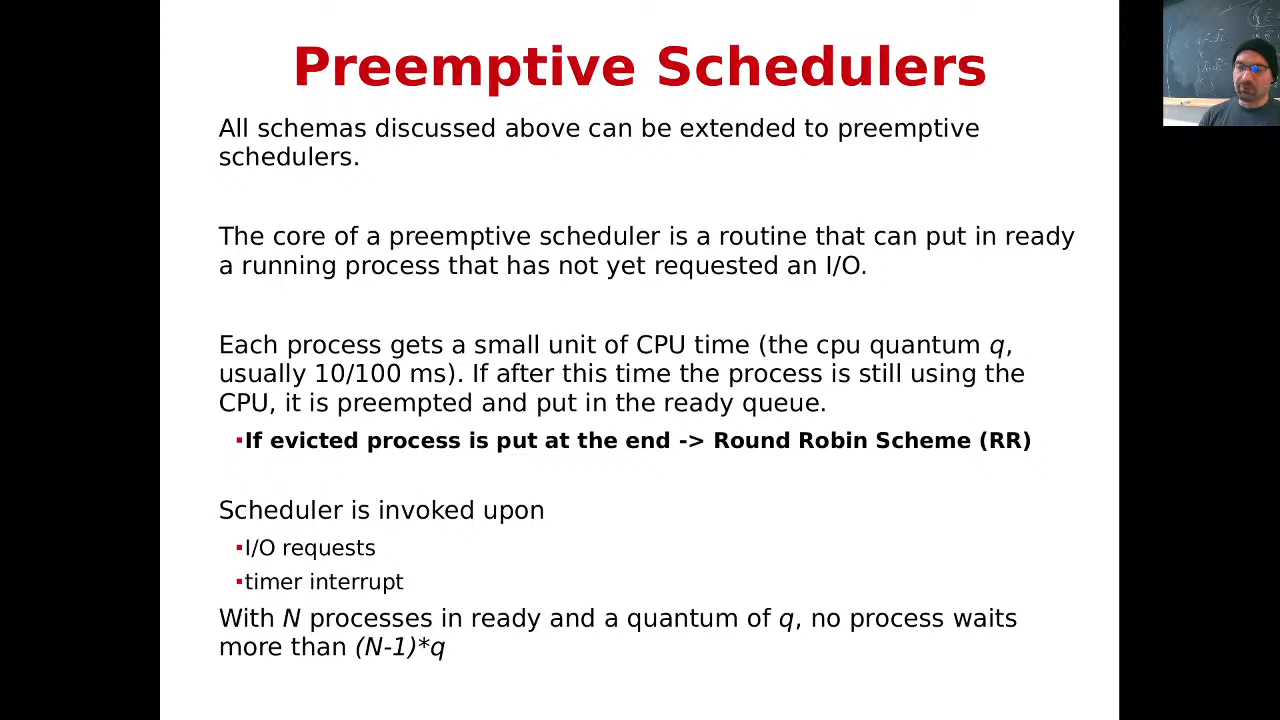 Preemptive Schedulers
All schemas discussed above can be extended to preemptive
schedulers.
The core of a preemptive scheduler is a routine that can put in ready
a running process that has not yet requested an I/O.
Each process gets a small unit of CPU time (the cpu quantum q,
usually 10/100 ms). If after this time the process is still using the
CPU, it is preempted and put in the ready queue.
▪If evicted process is put at the end -> Round Robin Scheme (RR)
Scheduler is invoked upon
▪I/O requests
▪timer interrupt
With N processes in ready and a quantum of q, no process waits
more than (N-1)*q